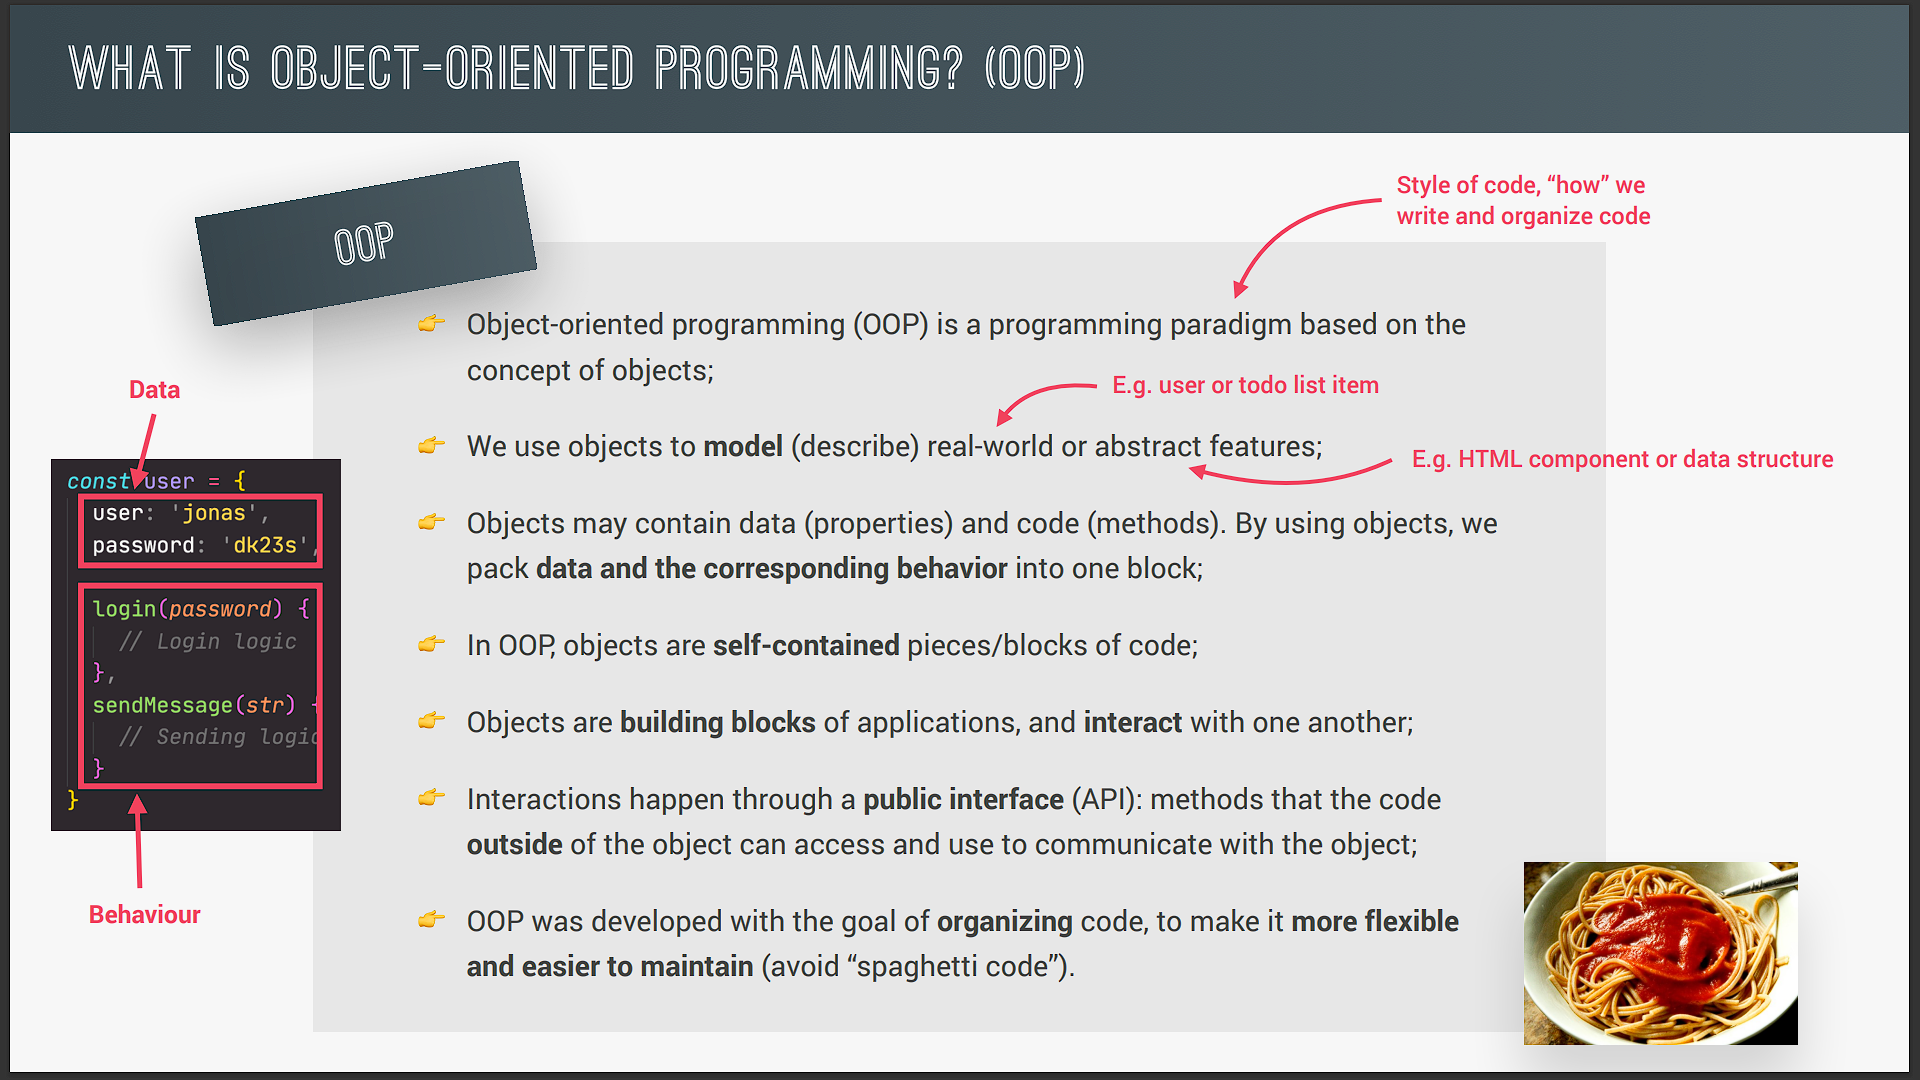 WHAT IS OBJECT-ORIENTED PROGRAMMING? (OOP)
OOP
Style of code, “how” we
write and organize code
Object-oriented programming (OOP) is a programming paradigm based on the
concept of objects;
E.g. user or todo list item
We use objects to model (describe) real-world or abstract features;
E.g. HTML component or data structure
Objects may contain data (properties) and code (methods). By using objects, we
pack data and the corresponding behavior into one block;
In OOP, objects are self-contained pieces/blocks of code;
Objects are building blocks of applications, and interact with one another;
Interactions happen through a public interface (API): methods that the code
outside of the object can access and use to communicate with the object;
OOP was developed with the goal of organizing code, to make it more flexible
and easier to maintain (avoid “spaghetti code”).
Data
const user = {
user: 'jonas',
password: 'dk23s',
login(password) {
// Login logic
},
sendMessage(str) {
// Sending logic
}
}
Behaviour